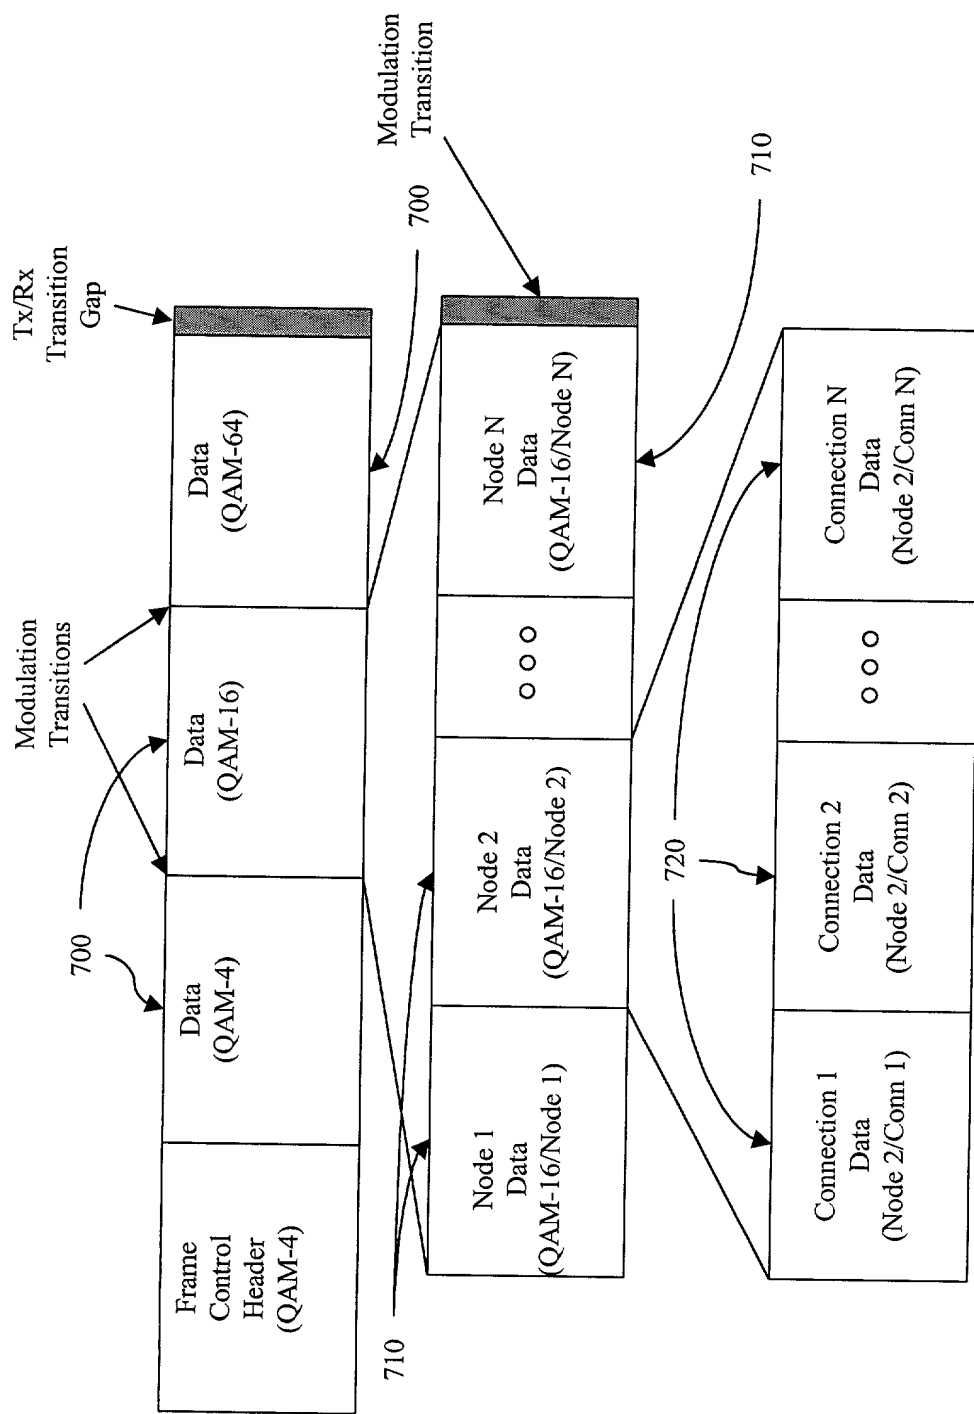 Tx/Rx
Transition
Gap
Modulation
Transitions
700
Frame
Control
Header
(QAM-4)
Data
(QAM-4)
Data
(QAM-16)
Data
(QAM-64)
700
Modulation
Transition
710
Node 1
Data
(QAM-16/Node 1)
Node 2
Data
(QAM-16/Node 2)
Node N
Data
(QAM-16/Node N)
710
720
Connection 1
Data
(Node 2/Conn 1)
Connection 2
Data
(Node 2/Conn 2)
Connection N
Data
(Node 2/Conn N)